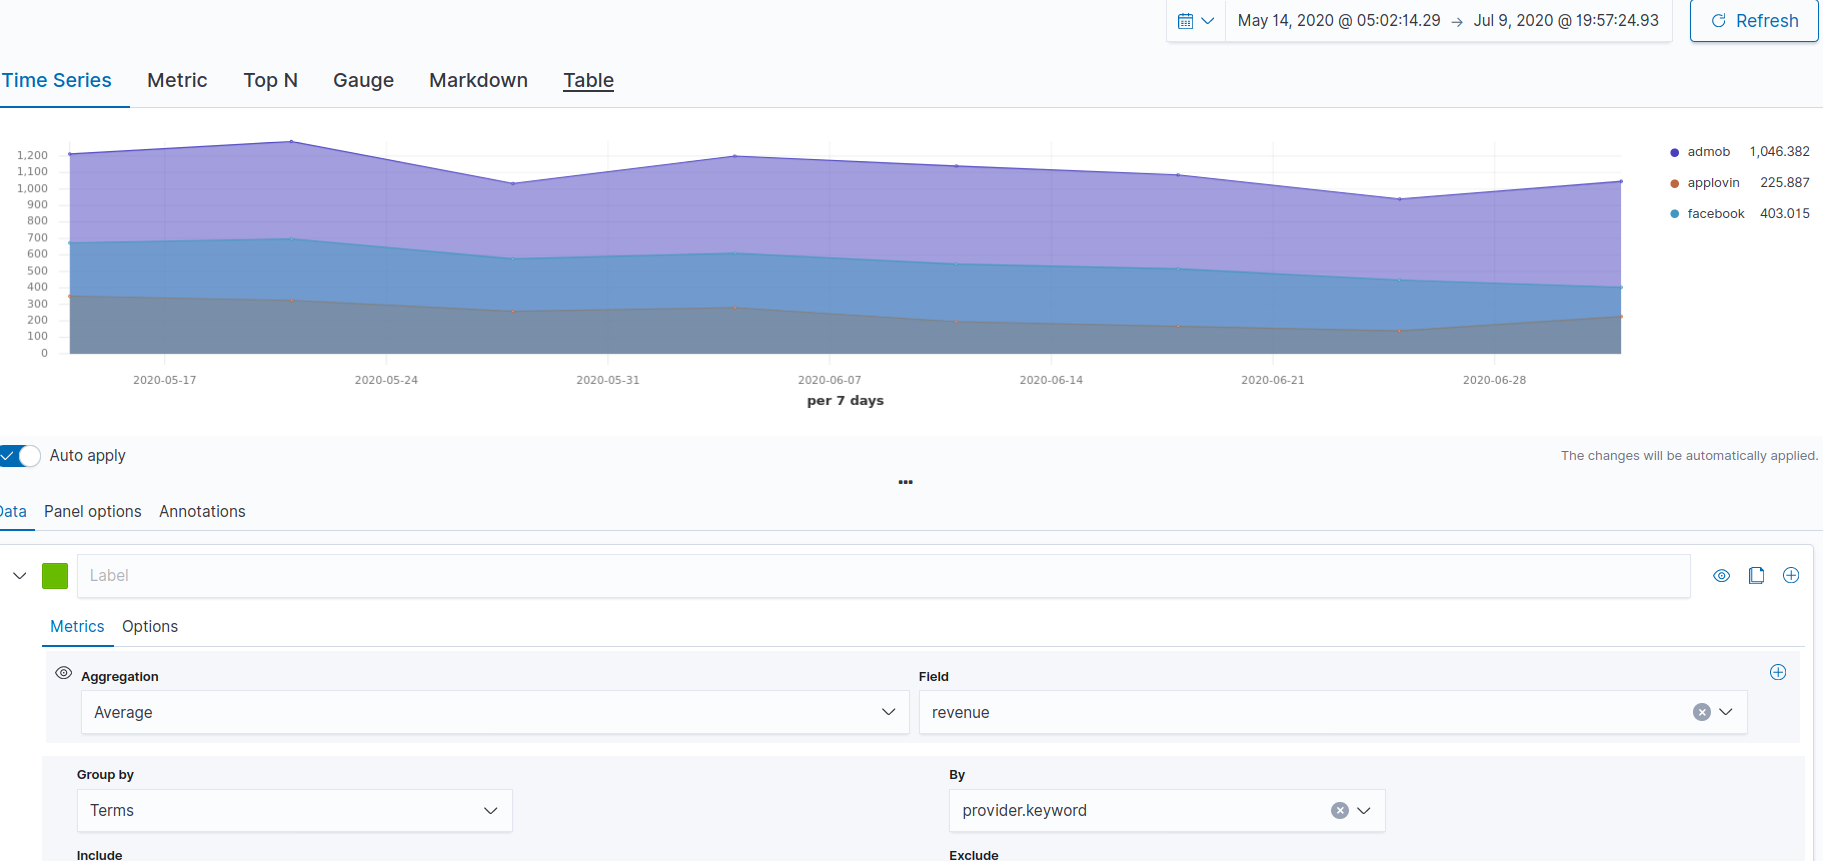 May 14, 2020 @ 05:02:14.29 → Jul 9, 2020 @ 19:57:24.93 Refresh
Time Series Metric Top N Gauge Markdown Table
1,200
1,100
1,000
900
800
700
600
500
400
300
200
100
0
admob 1,046.382
applovin 225.887
facebook 403.015
2020-05-17 2020-05-24 2020-05-31 2020-06-07 2020-06-14 2020-06-21 2020-06-28
per 7 days
Auto apply The changes will be automatically applied.
Data Panel options Annotations
Label
Metrics Options
Aggregation Field
Average revenue
Group by By
Terms provider.keyword
Include Exclude